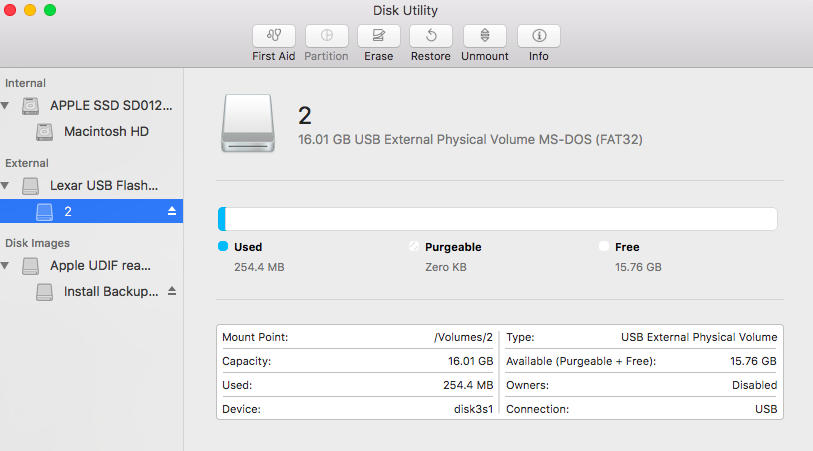 Disk Utility
First Aid Partition Erase Restore Unmount Info
Internal
APPLE SSD SD012...
Macintosh HD
External
Lexar USB Flash...
2
Disk Images
Apple UDIF rea...
Install Backup...
2
16.01 GB USB External Physical Volume MS-DOS (FAT32)
Used Purgeable Free
254.4 MB Zero KB 15.76 GB
Mount Point: /Volumes/2 Type: USB External Physical Volume
Capacity: 16.01 GB Available (Purgeable + Free): 15.76 GB
Used: 254.4 MB Owners: Disabled
Device: disk3s1 Connection: USB